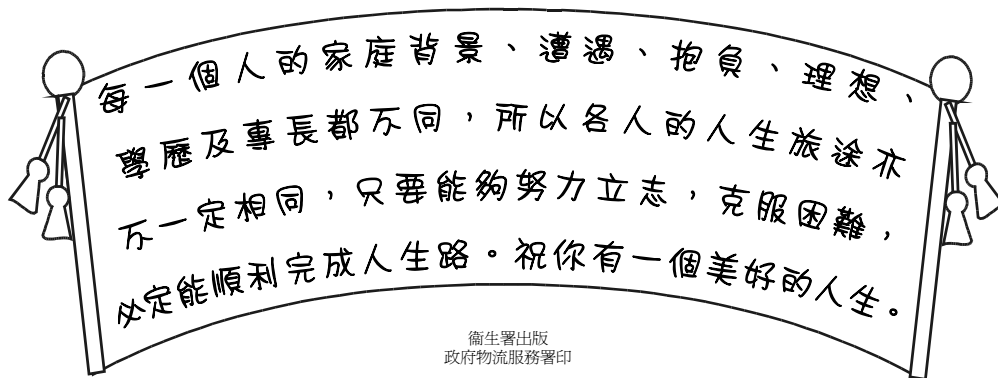 每一個人的家庭背景、遭遇、抱負、理想、
學歷及專長都不同，所以各人的人生旅途亦
不一定相同，只要能夠努力立志，克服困難，
必定能順利完成人生路。祝你有一個美好的人生。
衞生署出版
政府物流服務署印